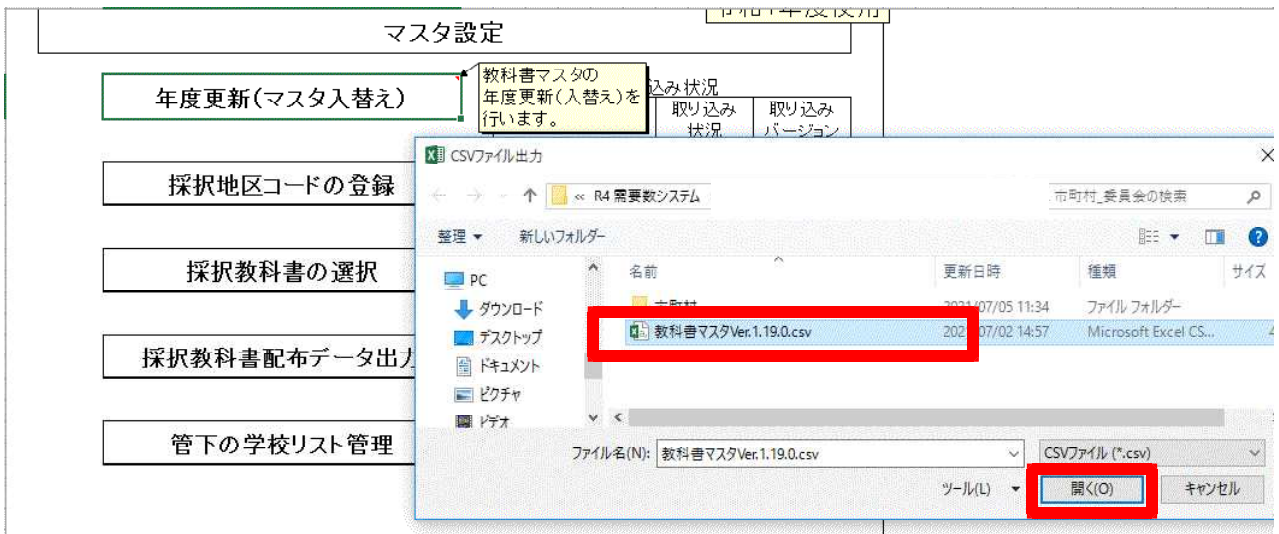 令和4年度使用
マスタ設定
年度更新(マスタ入替え)
教科書マスタの
年度更新(入替え)を
行います。
込み状況
取り込み
状況
取り込み
バージョン
採択地区コードの登録
採択教科書の選択
採択教科書配布データ出力
管下の学校リスト管理
CSVファイル出力
« R4 需要数システム
市町村_委員会の検索
整理
新しいフォルダー
名前
更新日時
種類
サイズ
PC
ダウンロード
デスクトップ
ドキュメント
ピクチャ
ビデオ
市町村
2021/07/05 11:34
ファイル フォルダー
教科書マスタVer.1.19.0.csv
2021/07/02 14:57
Microsoft Excel CS...
4
ファイル名(N):
教科書マスタVer.1.19.0.csv
CSVファイル (*.csv)
ツール(L)
開く(O)
キャンセル